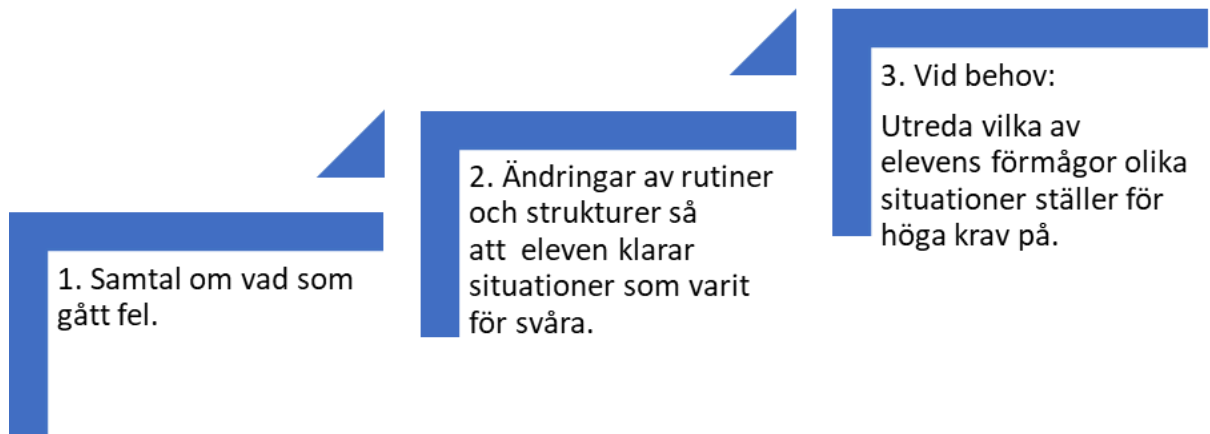 1. Samtal om vad som
gått fel.
2. Ändringar av rutiner
och strukturer så
att  eleven klarar
situationer som varit
för svåra.
3. Vid behov:
Utreda vilka av
elevens förmågor olika
situationer ställer för
höga krav på.